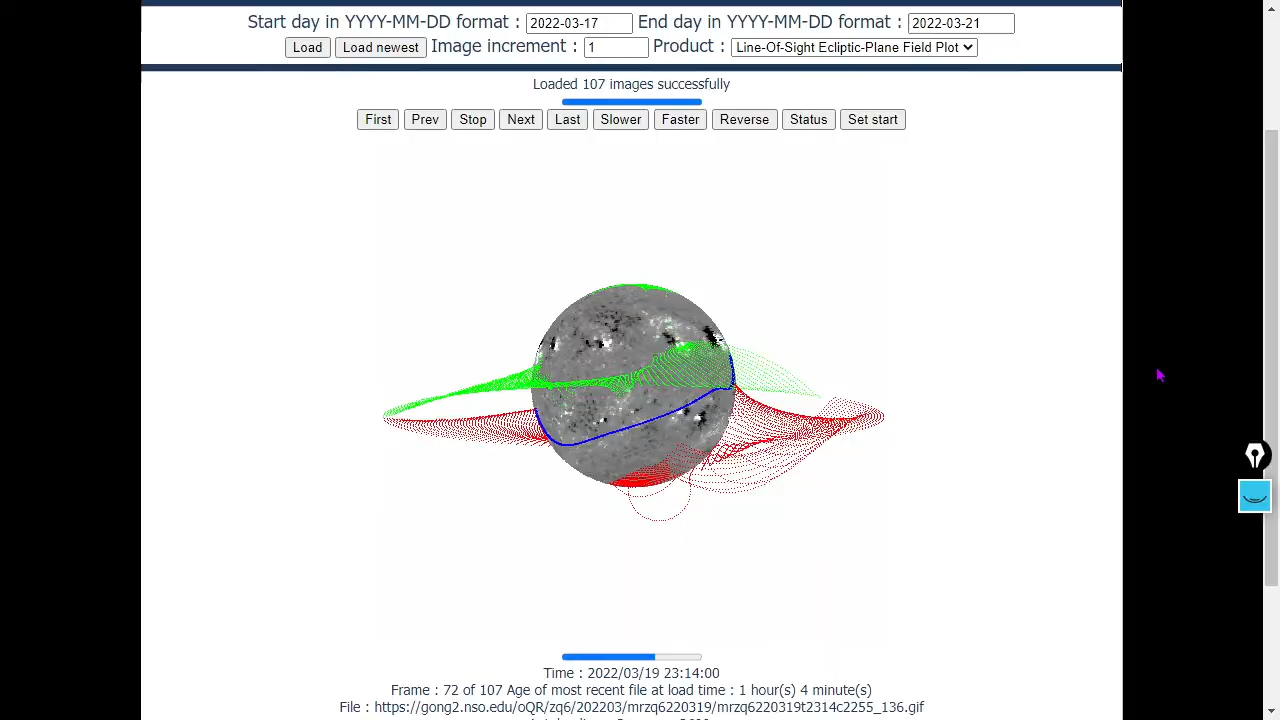 Start day in YYYY-MM-DD format : 2022-03-17 End day in YYYY-MM-DD format : 2022-03-21
Load Load newest Image increment : 1 Product : Line-Of-Sight Ecliptic-Plane Field Plot
Loaded 107 images successfully
First Prev Stop Next Last Slower Faster Reverse Status Set start
Time : 2022/03/19 23:14:00
Frame : 72 of 107 Age of most recent file at load time : 1 hour(s) 4 minute(s)
File : https://gong2.nso.edu/oQR/zq6/202203/mrzq6220319/mrzq6220319t2314c2255_136.gif